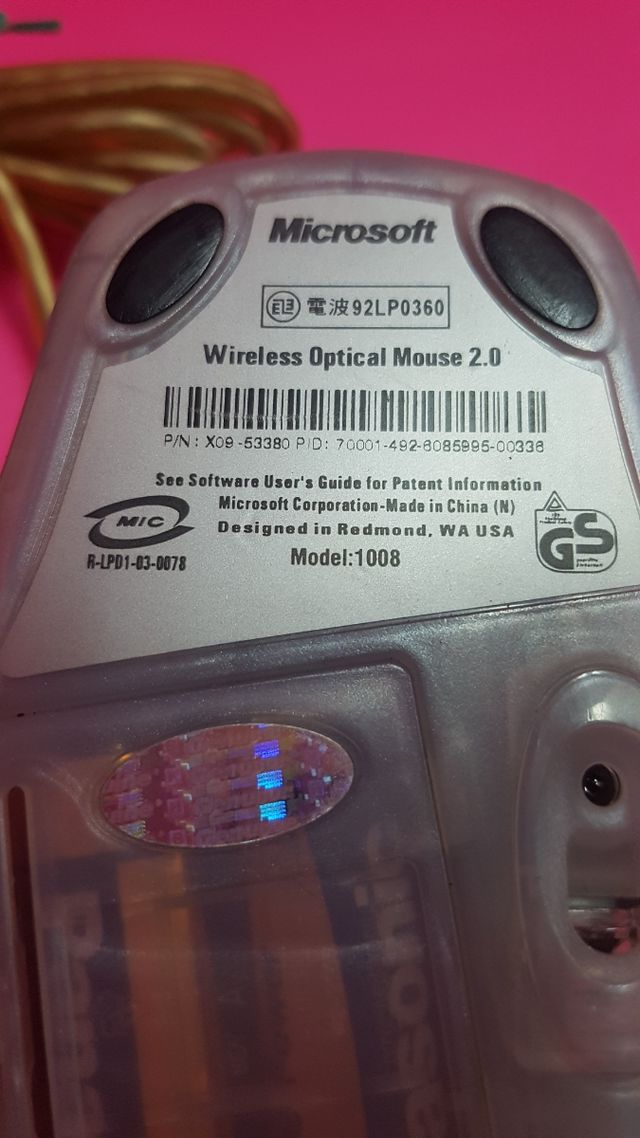 Microsoft
電波92LP0360
Wireless Optical Mouse 2.0
P/N: X09-53380 PID: 70001-492-6085995-00336
See Software User's Guide for Patent Information
Microsoft Corporation-Made in China (N)
Designed in Redmond, WA USA
Model:1008
MIC
R-LPD1-03-0078
GS
asonic